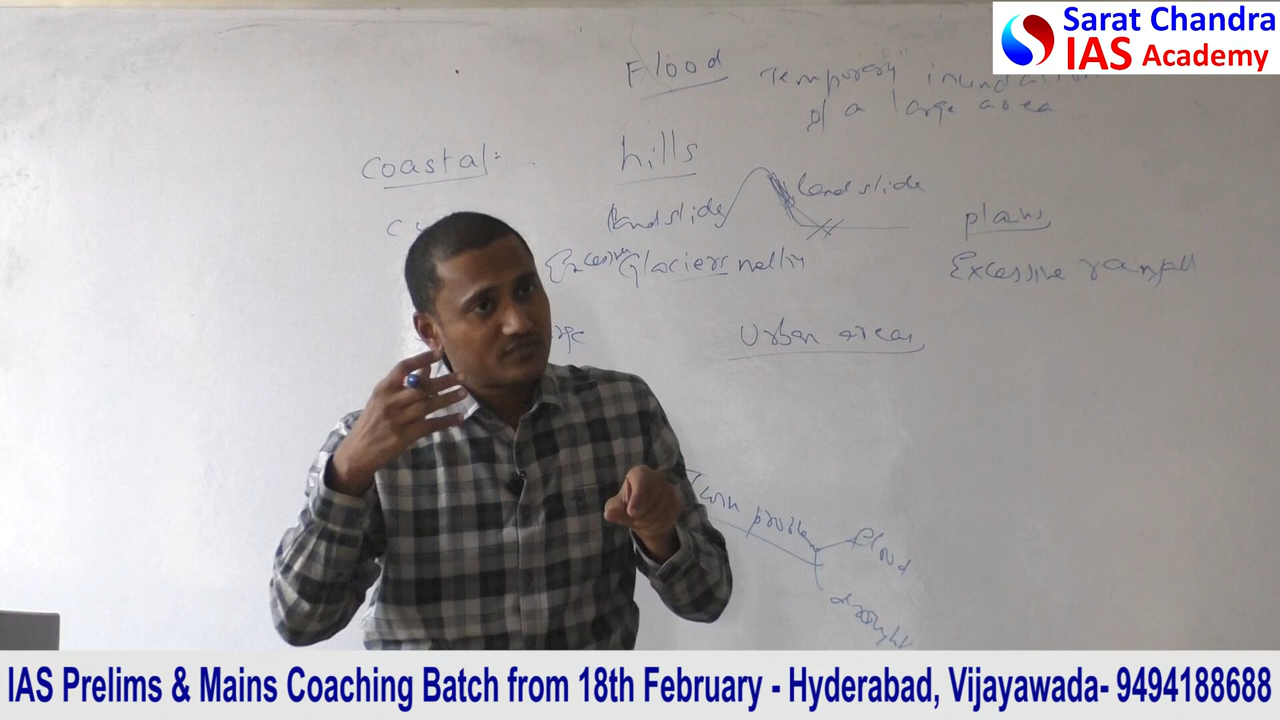 Sarat Chandra
IAS Academy
Flood Temporary inundation
of a large area
Coastal: hills
landslide landslide plains
Excessive Glaciers melting Excessive rainfall
Urban areas
Twin problem Flood
drought
IAS Prelims & Mains Coaching Batch from 18th February - Hyderabad, Vijayawada- 9494188688